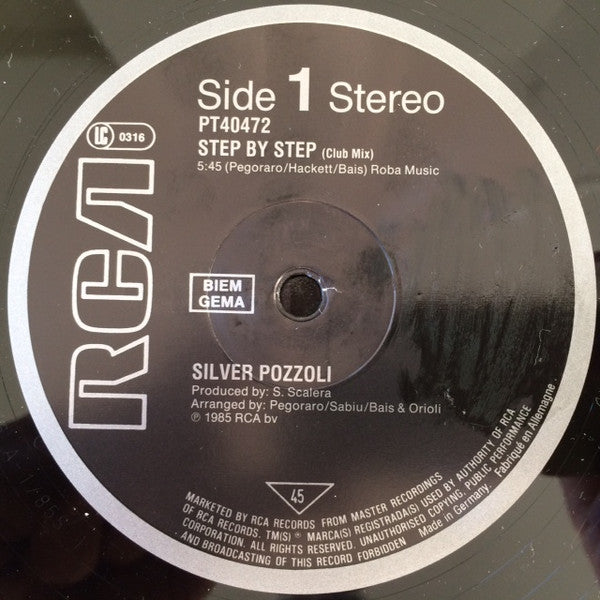 Side 1 Stereo
PT40472
STEP BY STEP (Club Mix)
5:45 (Pegoraro/Hackett/Bais) Roba Music
LC 0316
RCA
BIEM
GEMA
SILVER POZZOLI
Produced by: S. Scalera
Arranged by: Pegoraro/Sabiu/Bais & Orioli
℗ 1985 RCA bv
45
MARKETED BY RCA RECORDS FROM MASTER RECORDINGS
OF RCA RECORDS. TM(S) ® MARCA(S) REGISTRADA(S) USED BY AUTHORITY OF RCA
CORPORATION. ALL RIGHTS RESERVED. UNAUTHORISED COPYING, PUBLIC PERFORMANCE
AND BROADCASTING OF THIS RECORD FORBIDDEN Made in Germany. Fabriqué en Allemagne.